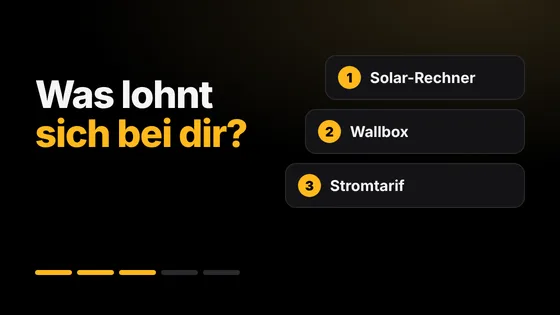 Was lohnt
sich bei dir?
1 Solar-Rechner
2 Wallbox
3 Stromtarif